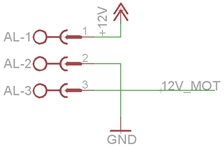 +12V
AL-1 1
AL-2 2
AL-3 3
12V_MOT
GND